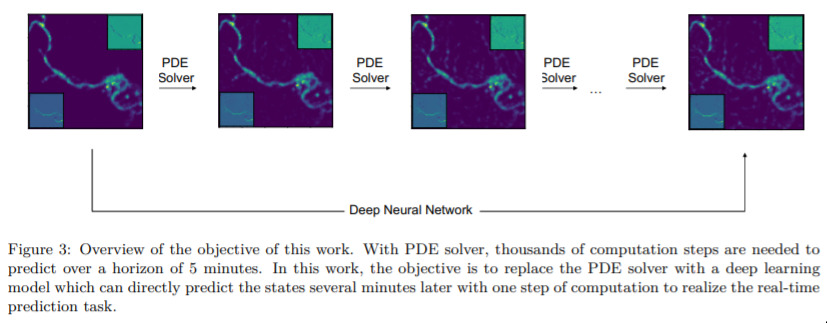 PDE
Solver
PDE
Solver
PDE
Solver
...
PDE
Solver
Deep Neural Network
Figure 3: Overview of the objective of this work. With PDE solver, thousands of computation steps are needed to
predict over a horizon of 5 minutes. In this work, the objective is to replace the PDE solver with a deep learning
model which can directly predict the states several minutes later with one step of computation to realize the real-time
prediction task.